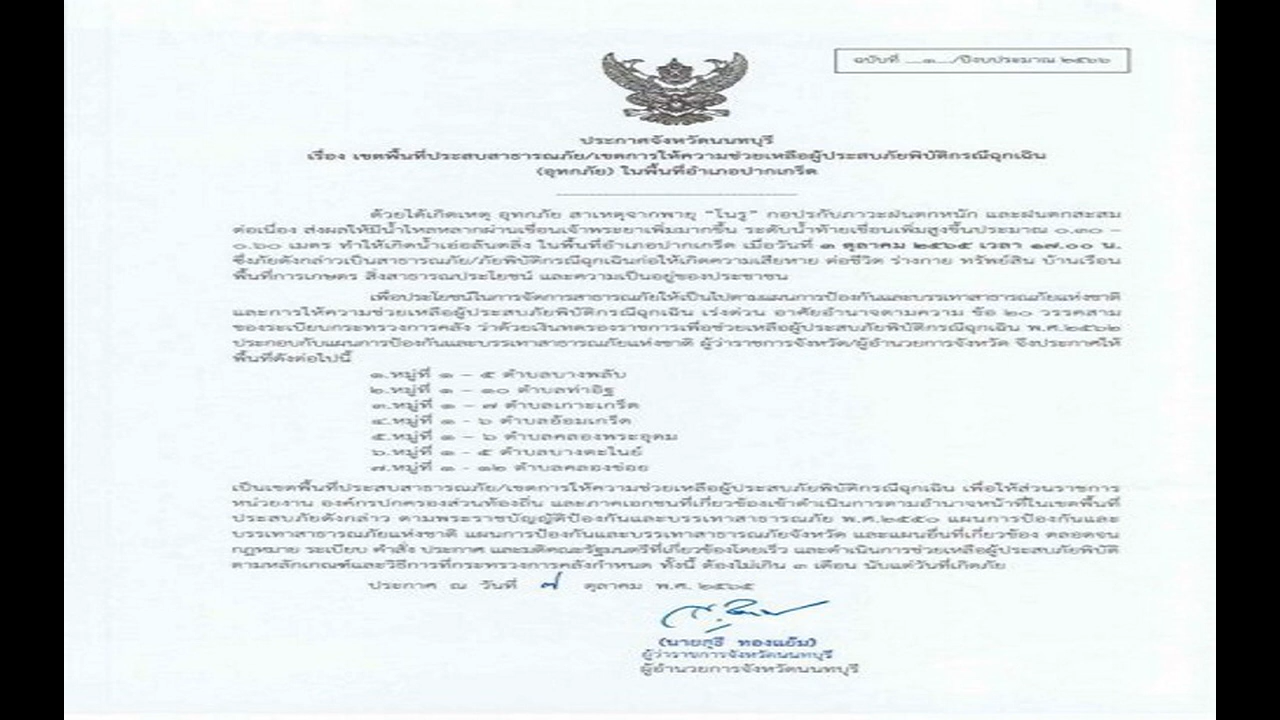 ฉบับที่ ...๑.../ปีงบประมาณ ๒๕๖๖
ประกาศจังหวัดนนทบุรี
เรื่อง เขตพื้นที่ประสบสาธารณภัย/เขตการให้ความช่วยเหลือผู้ประสบภัยพิบัติกรณีฉุกเฉิน
(อุทกภัย) ในพื้นที่อำเภอปากเกร็ด
ด้วยได้เกิดเหตุ อุทกภัย สาเหตุจากพายุ "โนรู" กอปรกับภาวะฝนตกหนัก และฝนตกสะสม
ต่อเนื่อง ส่งผลให้มีน้ำไหลหลากผ่านเขื่อนเจ้าพระยาเพิ่มมากขึ้น ระดับน้ำท้ายเขื่อนเพิ่มสูงขึ้นประมาณ ๐.๓๐ –
๐.๖๐ เมตร ทำให้เกิดน้ำเอ่อล้นตลิ่ง ในพื้นที่อำเภอปากเกร็ด เมื่อวันที่ ๓ ตุลาคม ๒๕๖๕ เวลา ๑๗.๐๐ น.
ซึ่งภัยดังกล่าวเป็นสาธารณภัย/ภัยพิบัติกรณีฉุกเฉินก่อให้เกิดความเสียหาย ต่อชีวิต ร่างกาย ทรัพย์สิน บ้านเรือน
พื้นที่การเกษตร สิ่งสาธารณประโยชน์ และความเป็นอยู่ของประชาชน
เพื่อประโยชน์ในการจัดการสาธารณภัยให้เป็นไปตามแผนการป้องกันและบรรเทาสาธารณภัยแห่งชาติ
และการให้ความช่วยเหลือผู้ประสบภัยพิบัติกรณีฉุกเฉิน เร่งด่วน อาศัยอำนาจตามความ ข้อ ๒๐ วรรคสาม
ของระเบียบกระทรวงการคลัง ว่าด้วยเงินทดรองราชการเพื่อช่วยเหลือผู้ประสบภัยพิบัติกรณีฉุกเฉิน พ.ศ.๒๕๖๒
ประกอบกับแผนการป้องกันและบรรเทาสาธารณภัยแห่งชาติ ผู้ว่าราชการจังหวัด/ผู้อำนวยการจังหวัด จึงประกาศให้
พื้นที่ดังต่อไปนี้
๑.หมู่ที่ ๑ – ๕ ตำบลบางพลับ
๒.หมู่ที่ ๑ – ๑๐ ตำบลท่าอิฐ
๓.หมู่ที่ ๑ – ๗ ตำบลเกาะเกร็ด
๔.หมู่ที่ ๑ - ๖ ตำบลอ้อมเกร็ด
๕.หมู่ที่ ๑ – ๖ ตำบลคลองพระอุดม
๖.หมู่ที่ ๑ - ๕ ตำบลบางตะไนย์
๗.หมู่ที่ ๑ - ๑๒ ตำบลคลองข่อย
เป็นเขตพื้นที่ประสบสาธารณภัย/เขตการให้ความช่วยเหลือผู้ประสบภัยพิบัติกรณีฉุกเฉิน เพื่อให้ส่วนราชการ
หน่วยงาน องค์กรปกครองส่วนท้องถิ่น และภาคเอกชนที่เกี่ยวข้องเข้าดำเนินการตามอำนาจหน้าที่ในเขตพื้นที่
ประสบภัยดังกล่าว ตามพระราชบัญญัติป้องกันและบรรเทาสาธารณภัย พ.ศ.๒๕๕๐ แผนการป้องกันและ
บรรเทาสาธารณภัยแห่งชาติ แผนการป้องกันและบรรเทาสาธารณภัยจังหวัด และแผนอื่นที่เกี่ยวข้อง ตลอดจน
กฎหมาย ระเบียบ คำสั่ง ประกาศ และมติคณะรัฐมนตรีที่เกี่ยวข้องโดยเร็ว และดำเนินการช่วยเหลือผู้ประสบภัยพิบัติ
ตามหลักเกณฑ์และวิธีการที่กระทรวงการคลังกำหนด ทั้งนี้ ต้องไม่เกิน ๓ เดือน นับแต่วันที่เกิดภัย
ประกาศ ณ วันที่ ๗ ตุลาคม พ.ศ. ๒๕๖๕
(นายสุธี ทองแย้ม)
ผู้ว่าราชการจังหวัดนนทบุรี
ผู้อำนวยการจังหวัดนนทบุรี